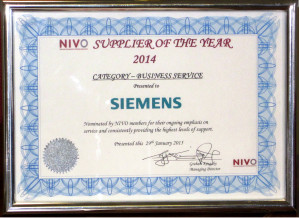 NIVO SUPPLIER OF THE YEAR
2014
CATEGORY – BUSINESS SERVICE
Presented to
SIEMENS
Nominated by NIVO members for their ongoing emphasis on
service and consistently providing the highest levels of support.
Presented this 29th January 2015
Managing Director
NIVO